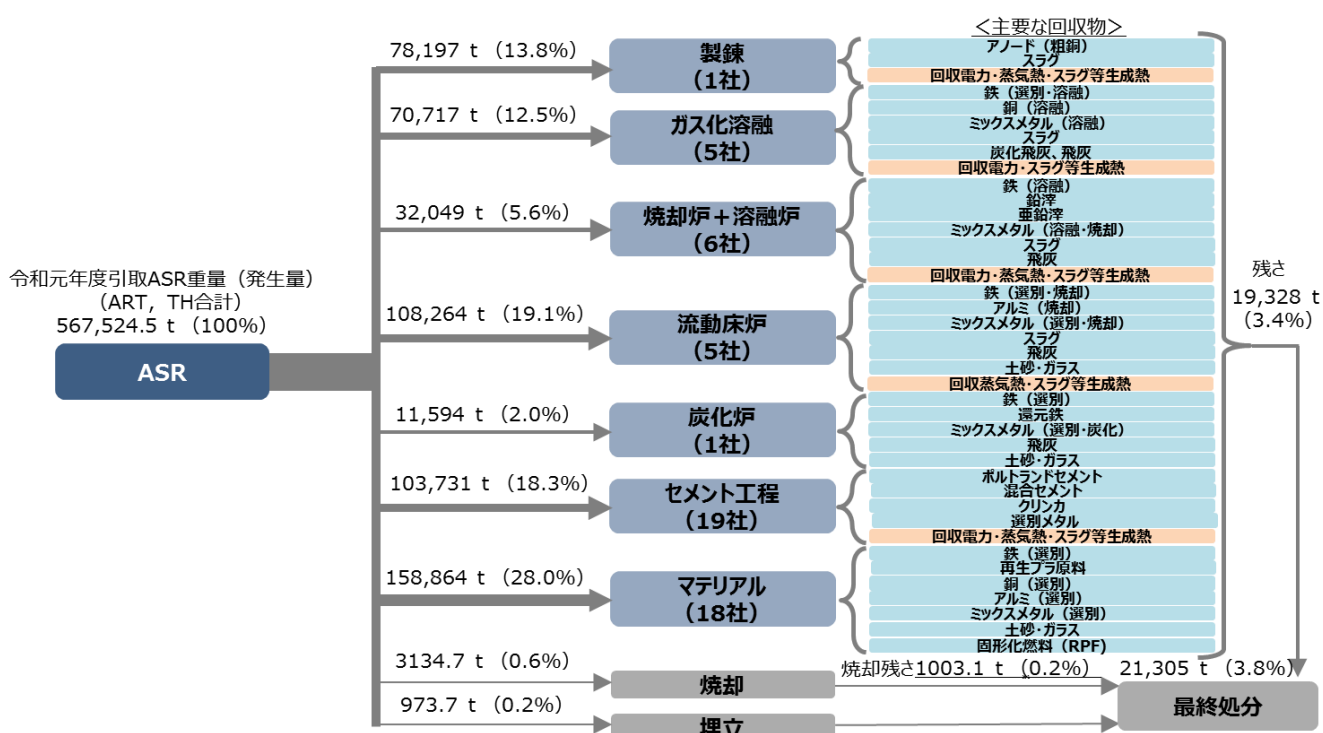 ＜主要な回収物＞
78,197 t （13.8%）
製錬
（1社）
アノード（粗銅）
スラグ
回収電力・蒸気熱・スラグ等生成熱
70,717 t （12.5%）
ガス化溶融
（5社）
鉄（選別・溶融）
銅（溶融）
ミックスメタル（溶融）
スラグ
炭化飛灰、飛灰
回収電力・スラグ等生成熱
32,049 t （5.6%）
焼却炉＋溶融炉
（6社）
鉄（溶融）
鉛滓
亜鉛滓
ミックスメタル（溶融・焼却）
スラグ
飛灰
回収電力・蒸気熱・スラグ等生成熱
令和元年度引取ASR重量（発生量）
（ART，TH合計）
567,524.5 t （100%）
ASR
108,264 t （19.1%）
流動床炉
（5社）
鉄（選別・焼却）
アルミ（焼却）
ミックスメタル（選別・焼却）
スラグ
飛灰
土砂・ガラス
回収蒸気熱・スラグ等生成熱
残さ
19,328 t
（3.4%）
11,594 t （2.0%）
炭化炉
（1社）
鉄（選別）
還元鉄
ミックスメタル（選別・炭化）
飛灰
土砂・ガラス
103,731 t （18.3%）
セメント工程
（19社）
ポルトランドセメント
混合セメント
クリンカ
選別メタル
回収電力・蒸気熱・スラグ等生成熱
158,864 t （28.0%）
マテリアル
（18社）
鉄（選別）
再生プラ原料
銅（選別）
アルミ（選別）
ミックスメタル（選別）
土砂・ガラス
固形化燃料（RPF)
3134.7 t （0.6%）
焼却
焼却残さ1003.1 t （0.2%）
21,305 t （3.8%）
最終処分
973.7 t （0.2%）
埋立